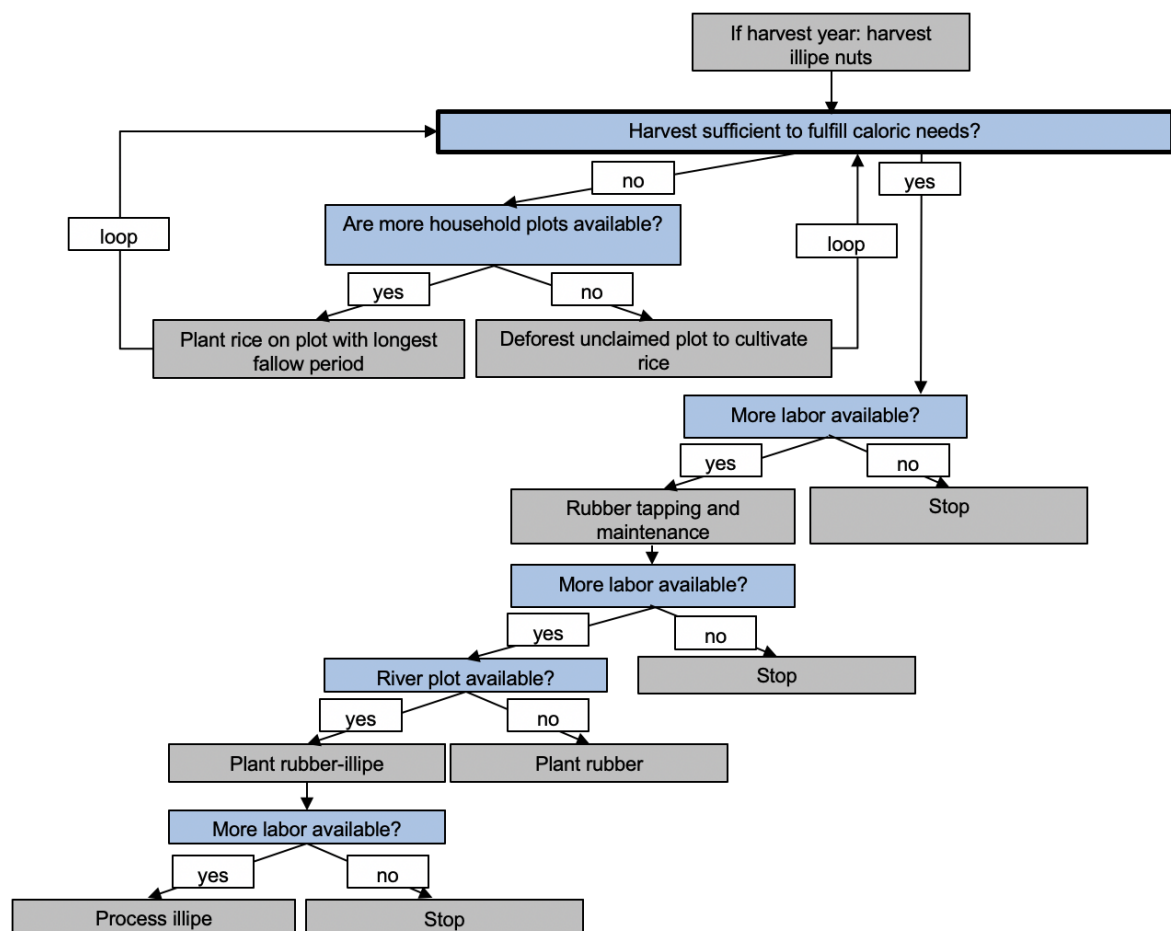 If harvest year: harvest
illipe nuts
Harvest sufficient to fulfill caloric needs?
no
yes
Are more household plots available?
loop
loop
yes
no
Plant rice on plot with longest
fallow period
Deforest unclaimed plot to cultivate
rice
More labor available?
yes
no
Rubber tapping and
maintenance
Stop
More labor available?
yes
no
River plot available?
Stop
yes
no
Plant rubber-illipe
Plant rubber
More labor available?
yes
no
Process illipe
Stop